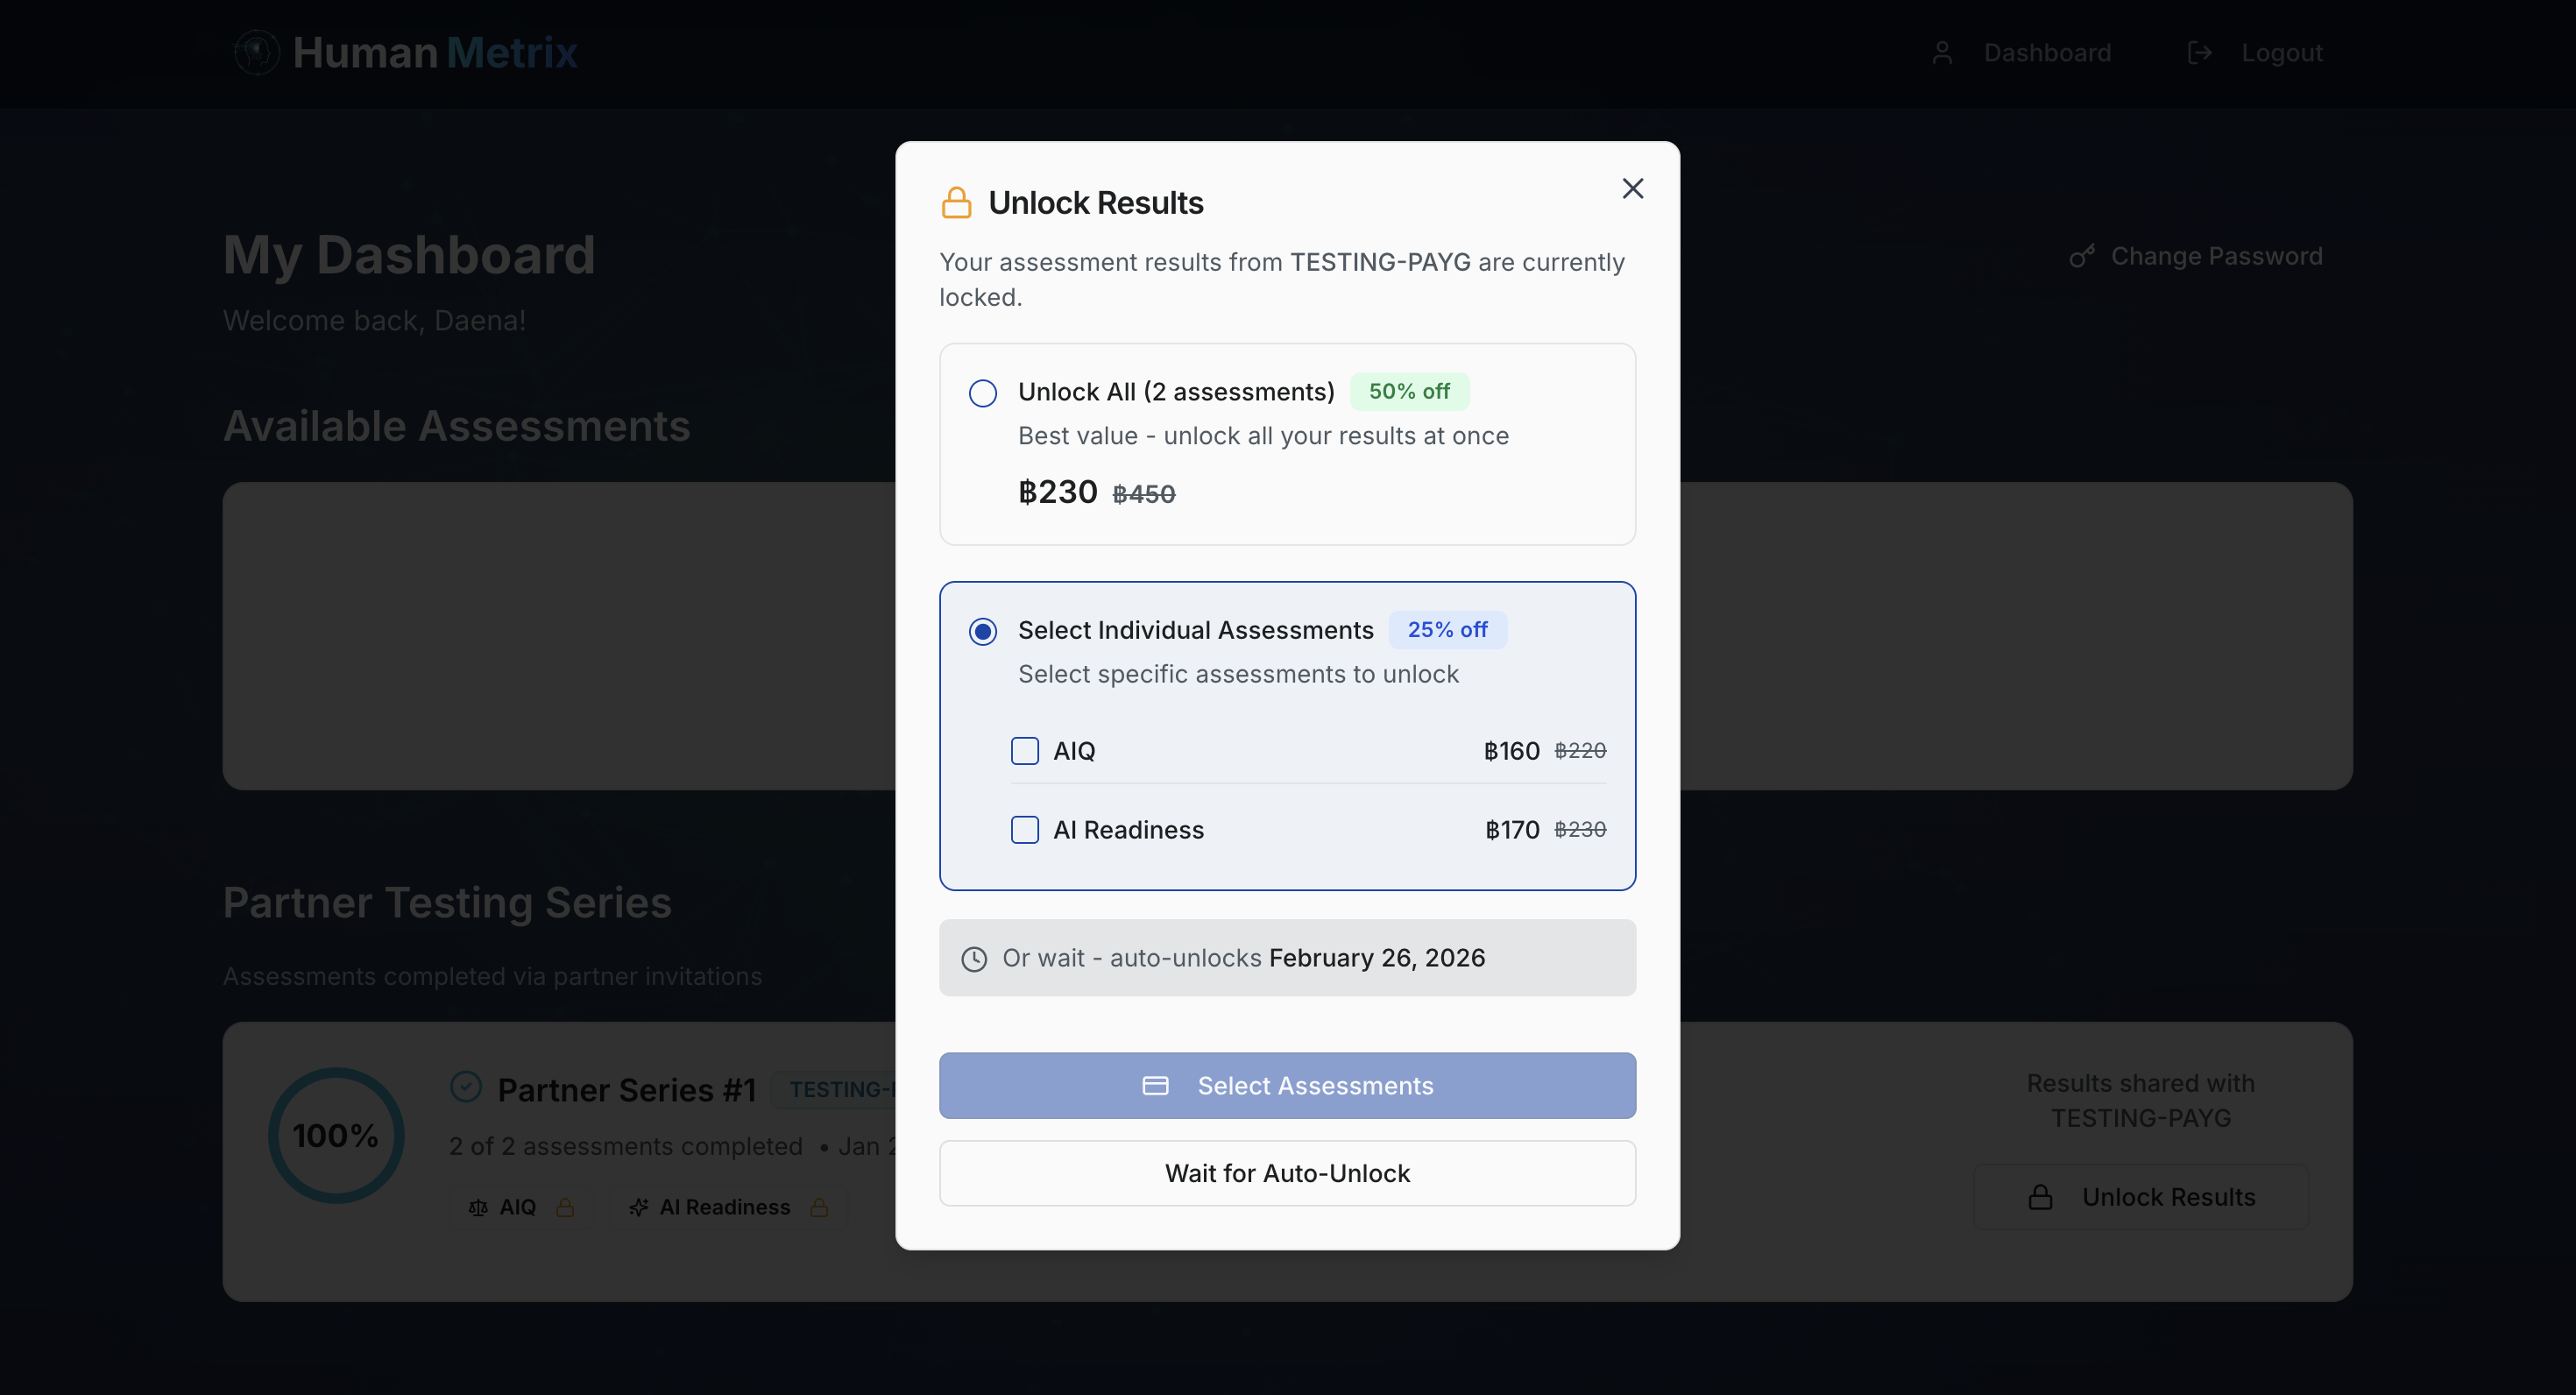 Human Metrix
Dashboard
Logout
My Dashboard
Change Password
Welcome back, Daena!
Available Assessments
Unlock Results
Your assessment results from TESTING-PAYG are currently
locked.
Unlock All (2 assessments) 50% off
Best value - unlock all your results at once
฿230 ฿450
Select Individual Assessments 25% off
Select specific assessments to unlock
AIQ ฿160 ฿220
AI Readiness ฿170 ฿230
Or wait - auto-unlocks February 26, 2026
Select Assessments
Wait for Auto-Unlock
Partner Testing Series
Assessments completed via partner invitations
100%
Partner Series #1
2 of 2 assessments completed • Jan
AIQ
AI Readiness
Results shared with
TESTING-PAYG
Unlock Results